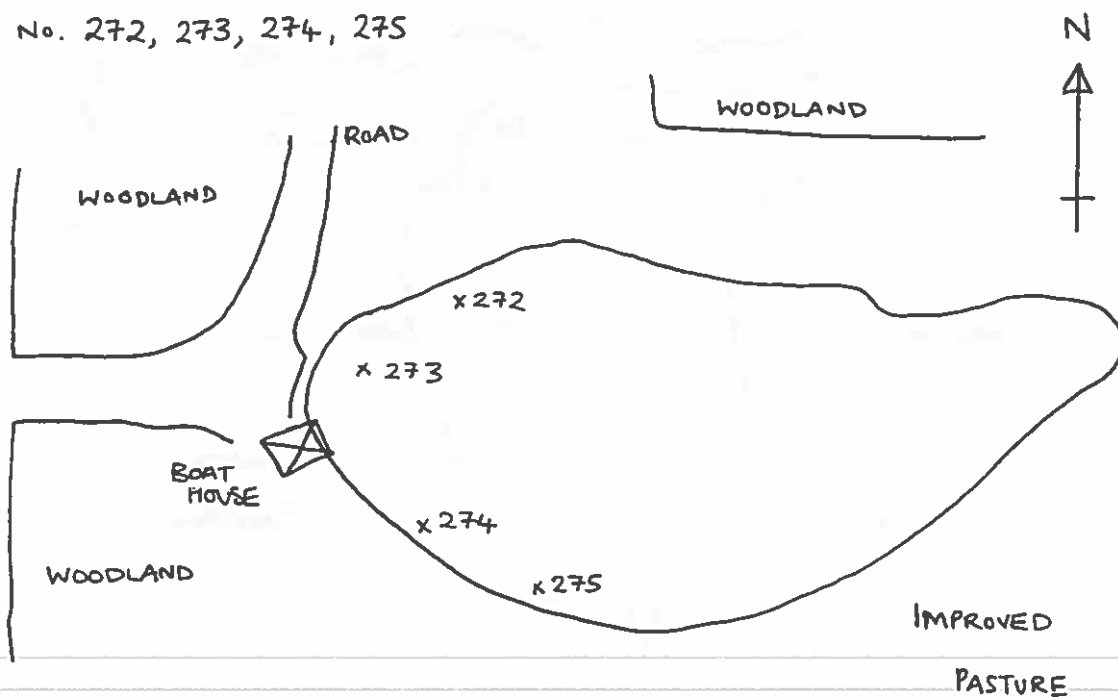 No. 272, 273, 274, 275
N
WOODLAND
ROAD
WOODLAND
x 272
x 273
BOAT
HOUSE
x 274
WOODLAND
x 275
IMPROVED
PASTURE